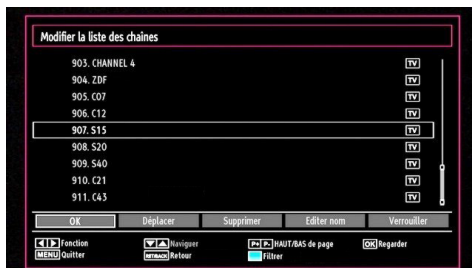 Modifier la liste des chaînes
903. CHANNEL 4 TV
904. ZDF TV
905. C07 TV
906. C12 TV
907. S15 TV
908. S20 TV
909. S40 TV
910. C21 TV
911. C43 TV
OK Déplacer Supprimer Editer nom Verrouiller
Fonction Naviguer P+ P- HAUT/BAS de page OK Regarder
MENU Quitter RET/BACK Retour Filtrer